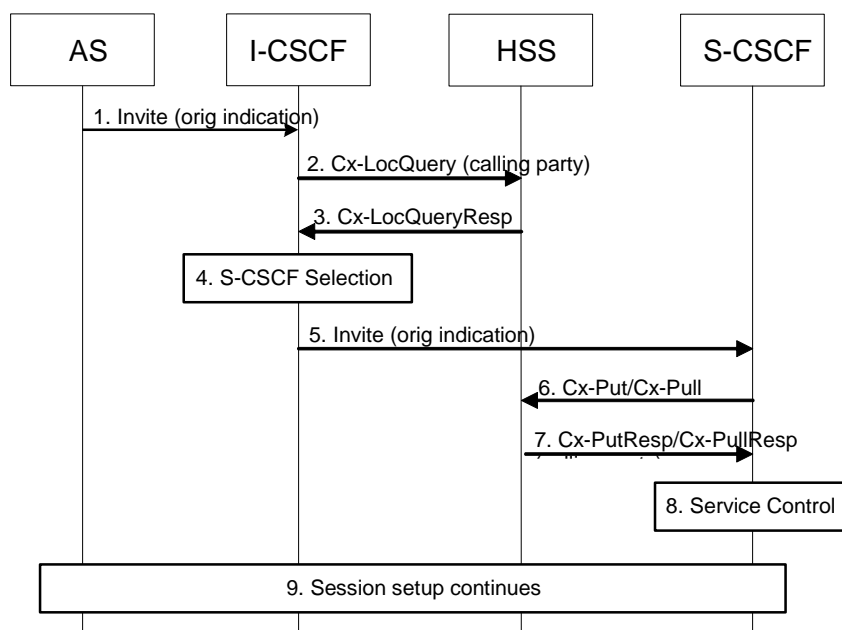 AS
I-CSCF
HSS
S-CSCF
1. Invite (orig indication)
2. Cx-LocQuery (calling party)
3. Cx-LocQueryResp
4. S-CSCF Selection
5. Invite (orig indication)
6. Cx-Put/Cx-Pull
7. Cx-PutResp/Cx-PullResp
8. Service Control
9. Session setup continues